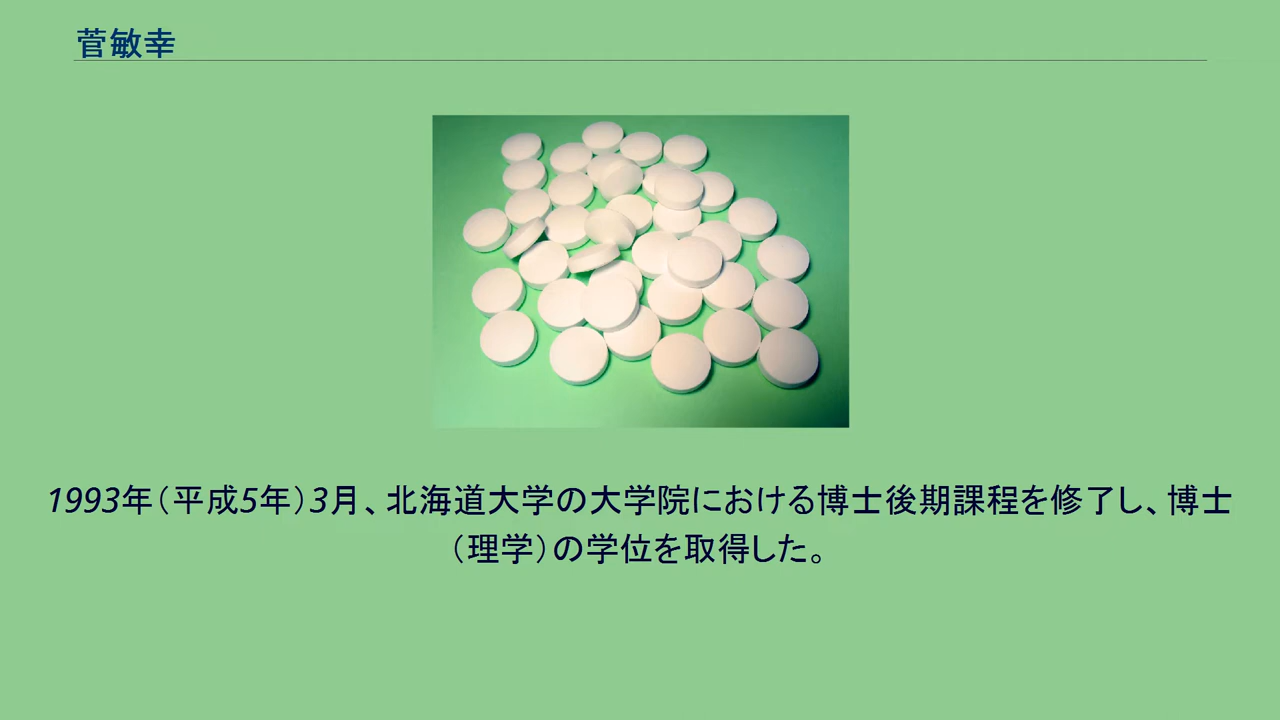 菅敏幸
1993年（平成5年）3月、北海道大学の大学院における博士後期課程を修了し、博士
（理学）の学位を取得した。